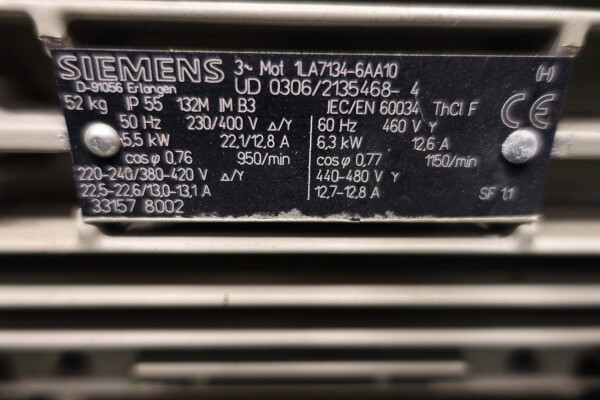 SIEMENS 3~ Mot 1LA7134-6AA10 (H)
D-91056 Erlangen UD 0306/2135468- 4
52 kg IP 55 132M IM B3 IEC/EN 60034 ThCl F CE
50 Hz 230/400 V Δ/Y 60 Hz 460 V Y
5,5 kW 22,1/12,8 A 6,3 kW 12,6 A
cos φ 0,76 950/min cos φ 0,77 1150/min
220-240/380-420 V Δ/Y 440-480 V Y
22,5-22,6/13,0-13,1 A 12,7-12,8 A SF 1,1
33157 8002